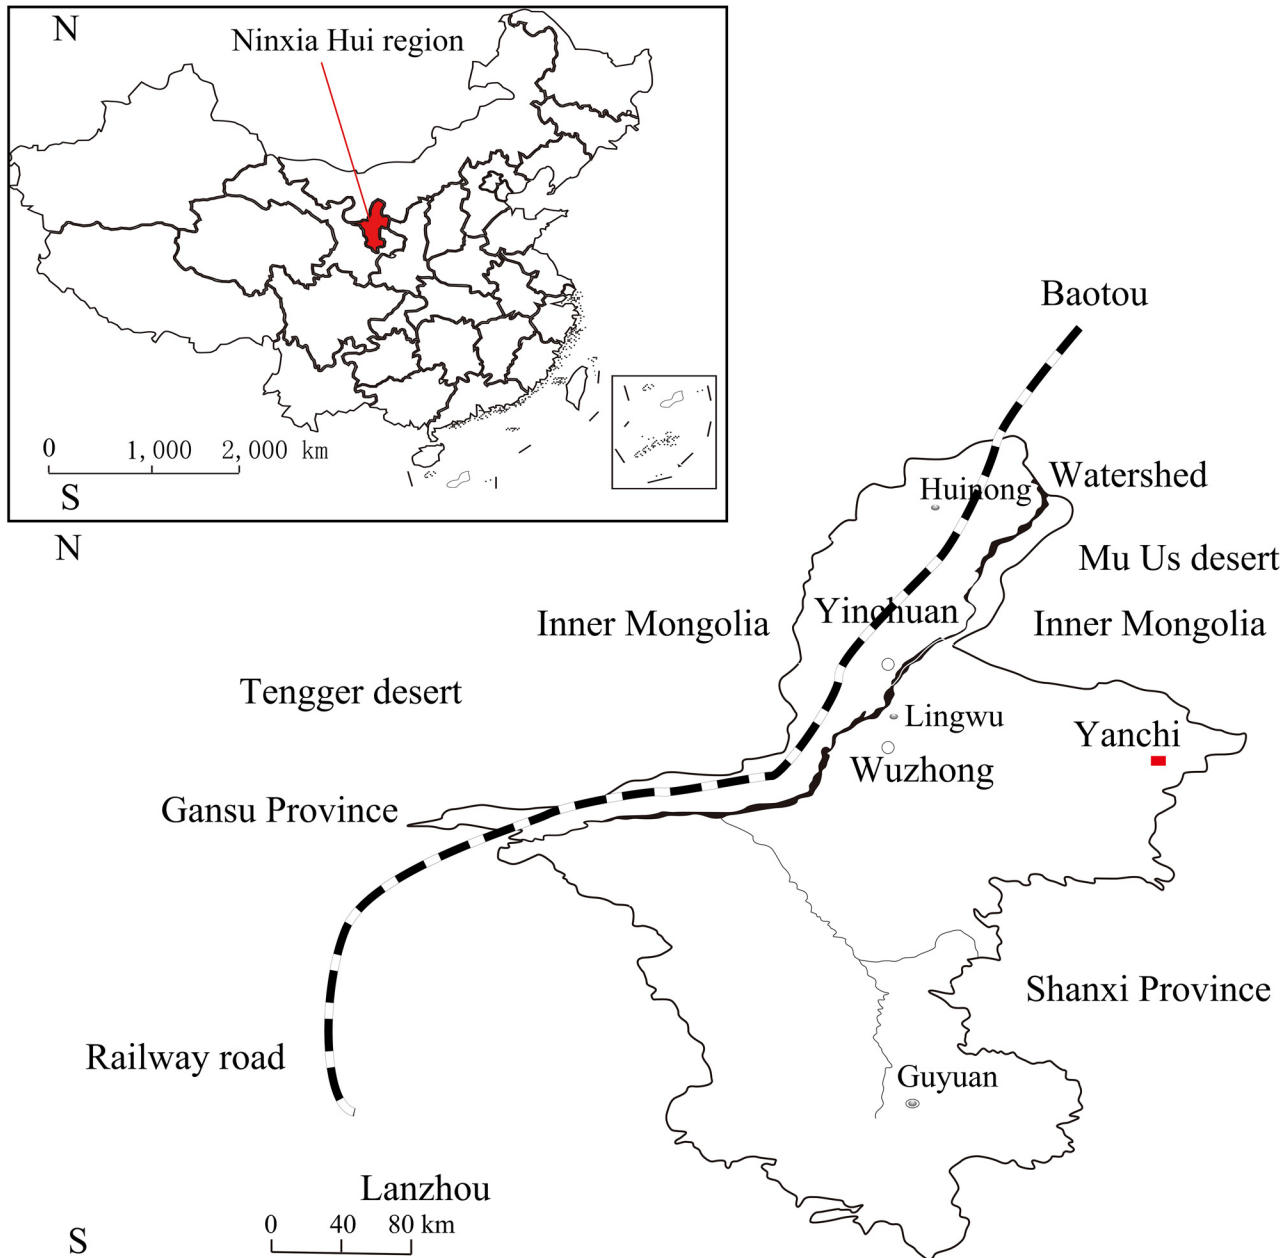 N
Ninxia Hui region
0 1,000 2,000 km
S
N
Baotou
Watershed
Huinong
Mu Us desert
Inner Mongolia
Yinchuan
Inner Mongolia
Tengger desert
Lingwu
Yanchi
Wuzhong
Gansu Province
Shanxi Province
Railway road
Guyuan
Lanzhou
0 40 80 km
S